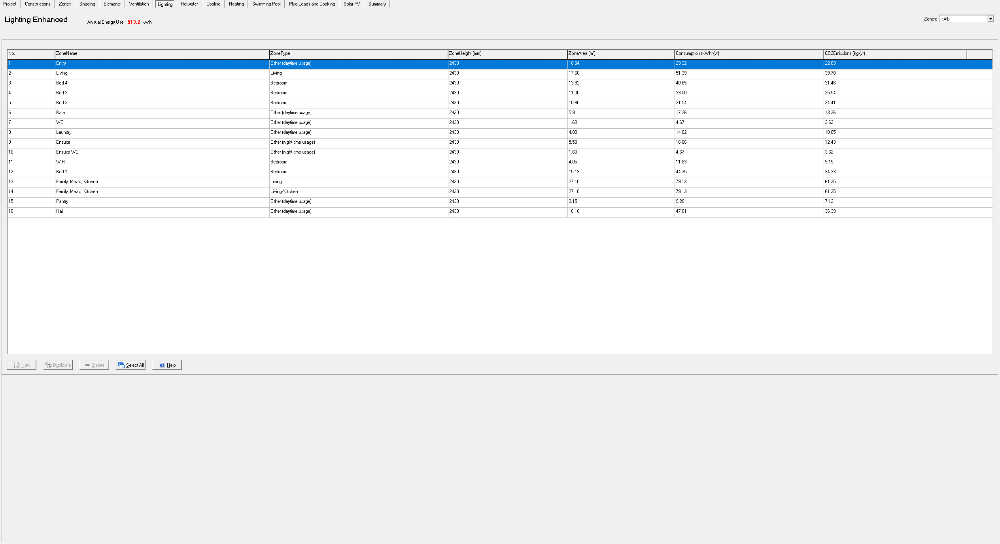 Project Constructions Zones Shading Elements Ventilation Lighting Hotwater Cooling Heating Swimming Pool Plug Loads and Cooking Solar PV Summary
Lighting Enhanced Annual Energy Use 513.2 kWh Zones: <All>
No. ZoneName ZoneType ZoneHeight (mm) ZoneArea (m²) Consumption (kWhr/yr) CO2Emissions (kg/yr)
1 Entry Other (daytime usage) 2430 10.04 29.32 22.69
2 Living Living 2430 17.60 51.39 39.78
3 Bed 4 Bedroom 2430 13.92 40.65 31.46
4 Bed 3 Bedroom 2430 11.30 33.00 25.54
5 Bed 2 Bedroom 2430 10.80 31.54 24.41
6 Bath Other (daytime usage) 2430 5.91 17.26 13.36
7 WC Other (daytime usage) 2430 1.60 4.67 3.62
8 Laundry Other (daytime usage) 2430 4.80 14.02 10.85
9 Ensuite Other (night-time usage) 2430 5.50 16.06 12.43
10 Ensuite WC Other (night-time usage) 2430 1.60 4.67 3.62
11 WIR Bedroom 2430 4.05 11.83 9.15
12 Bed 1 Bedroom 2430 15.19 44.35 34.33
13 Family, Meals, Kitchen Living 2430 27.10 79.13 61.25
14 Family, Meals, Kitchen Living/Kitchen 2430 27.10 79.13 61.25
15 Pantry Other (daytime usage) 2430 3.15 9.20 7.12
16 Hall Other (daytime usage) 2430 16.10 47.01 36.39
New Duplicate Delete Select All Help